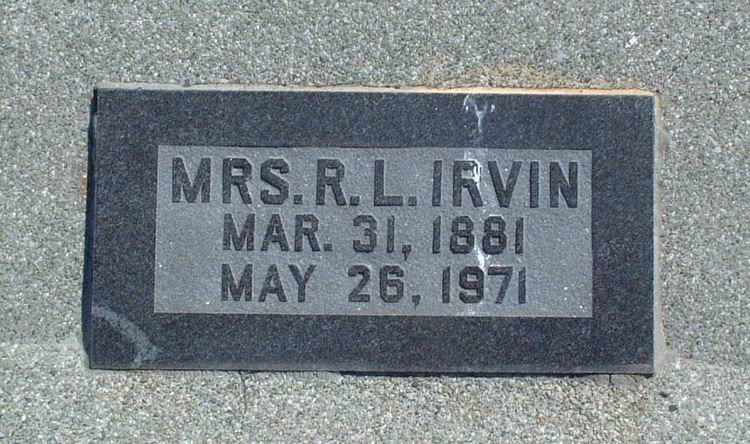 MRS. R. L. IRVIN
MAR. 31, 1881
MAY 26, 1971